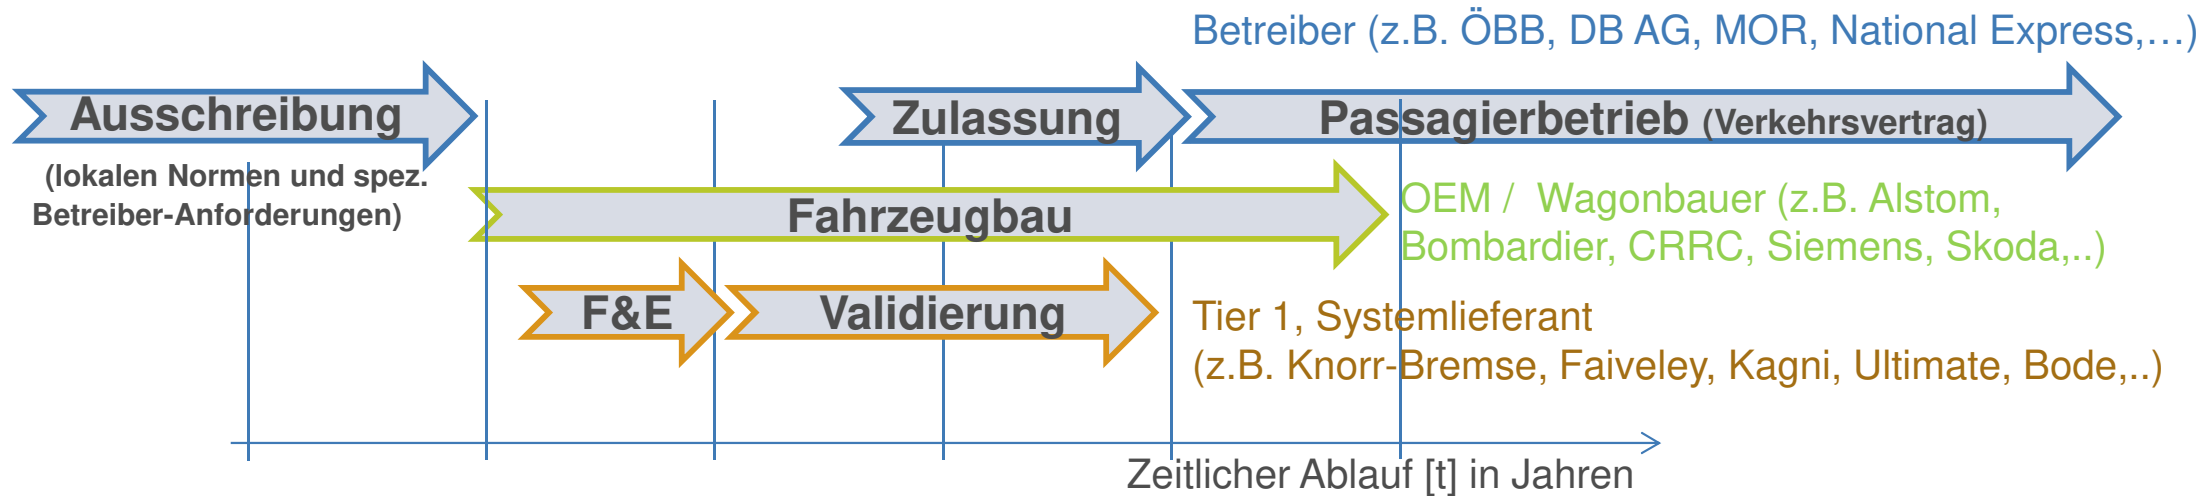 Betreiber (z.B. ÖBB, DB AG, MOR, National Express,…)
Ausschreibung
Zulassung
Passagierbetrieb (Verkehrsvertrag)
(lokalen Normen und spez.
Betreiber-Anforderungen)
Fahrzeugbau
OEM / Wagonbauer (z.B. Alstom,
Bombardier, CRRC, Siemens, Skoda,..)
F&E
Validierung
Tier 1, Systemlieferant
(z.B. Knorr-Bremse, Faiveley, Kagni, Ultimate, Bode,..)
Zeitlicher Ablauf [t] in Jahren